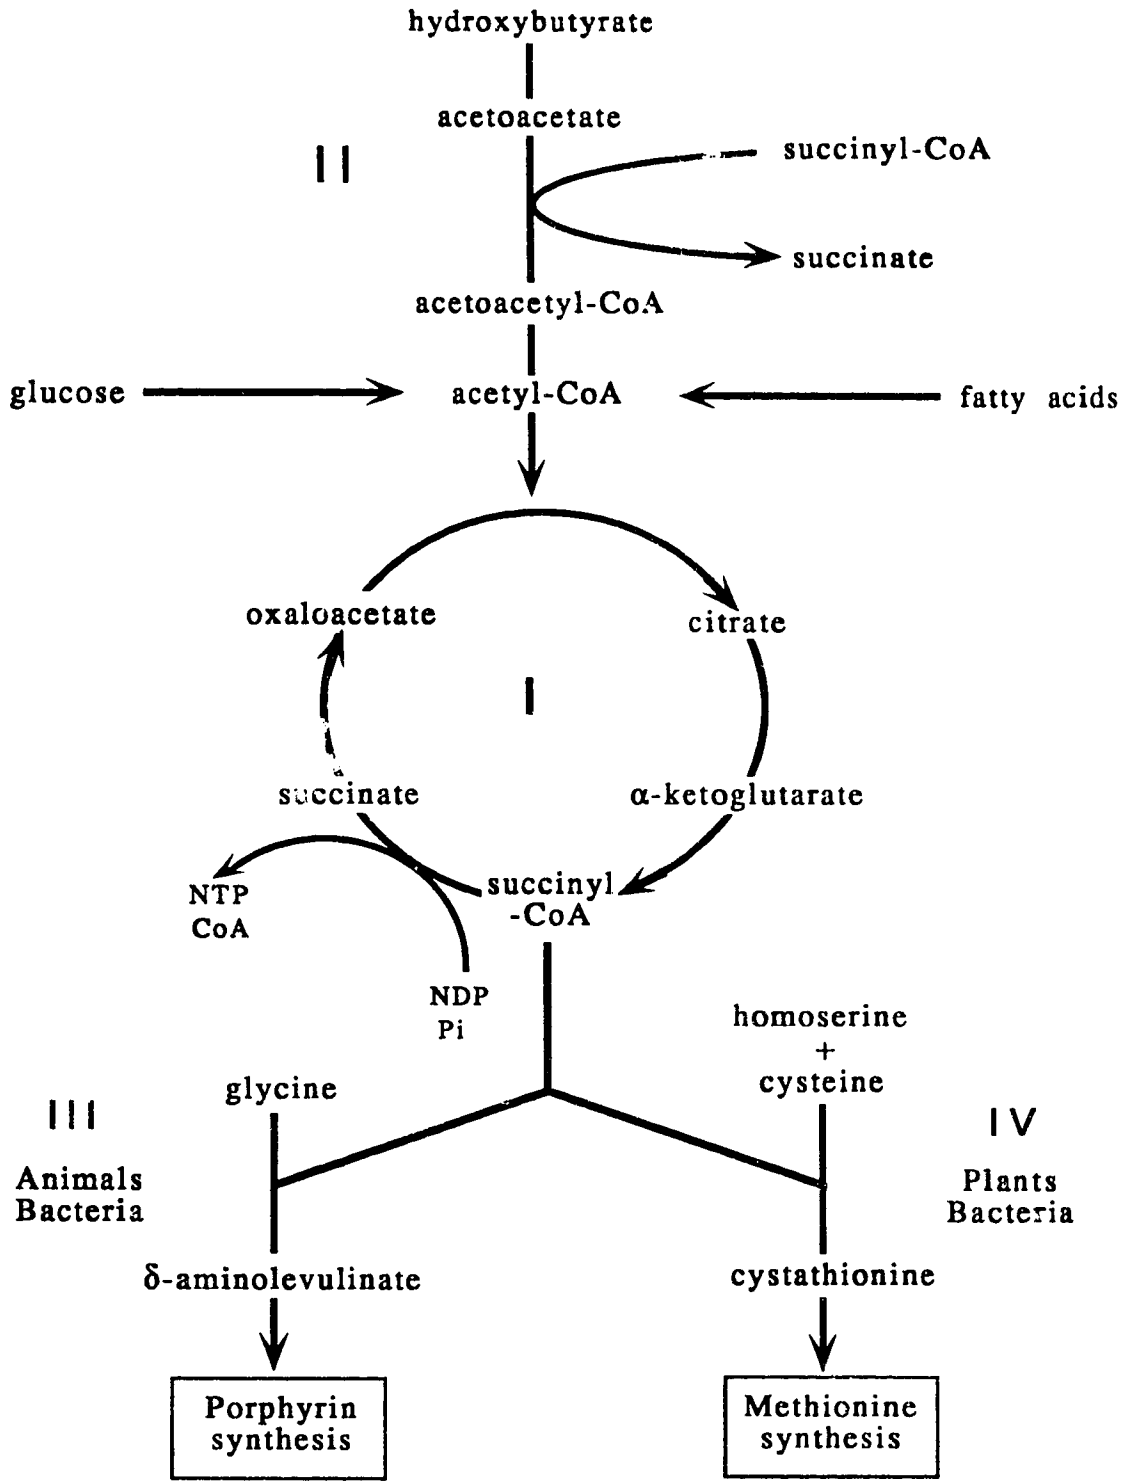 hydroxybutyrate
acetoacetate
II
succinyl-CoA
succinate
acetoacetyl-CoA
glucose
acetyl-CoA
fatty acids
oxaloacetate
citrate
I
succinate
α-ketoglutarate
succinyl
-CoA
NTP
CoA
NDP
Pi
homoserine
+
cysteine
glycine
III
IV
Animals
Bacteria
Plants
Bacteria
δ-aminolevulinate
cystathionine
Porphyrin
synthesis
Methionine
synthesis